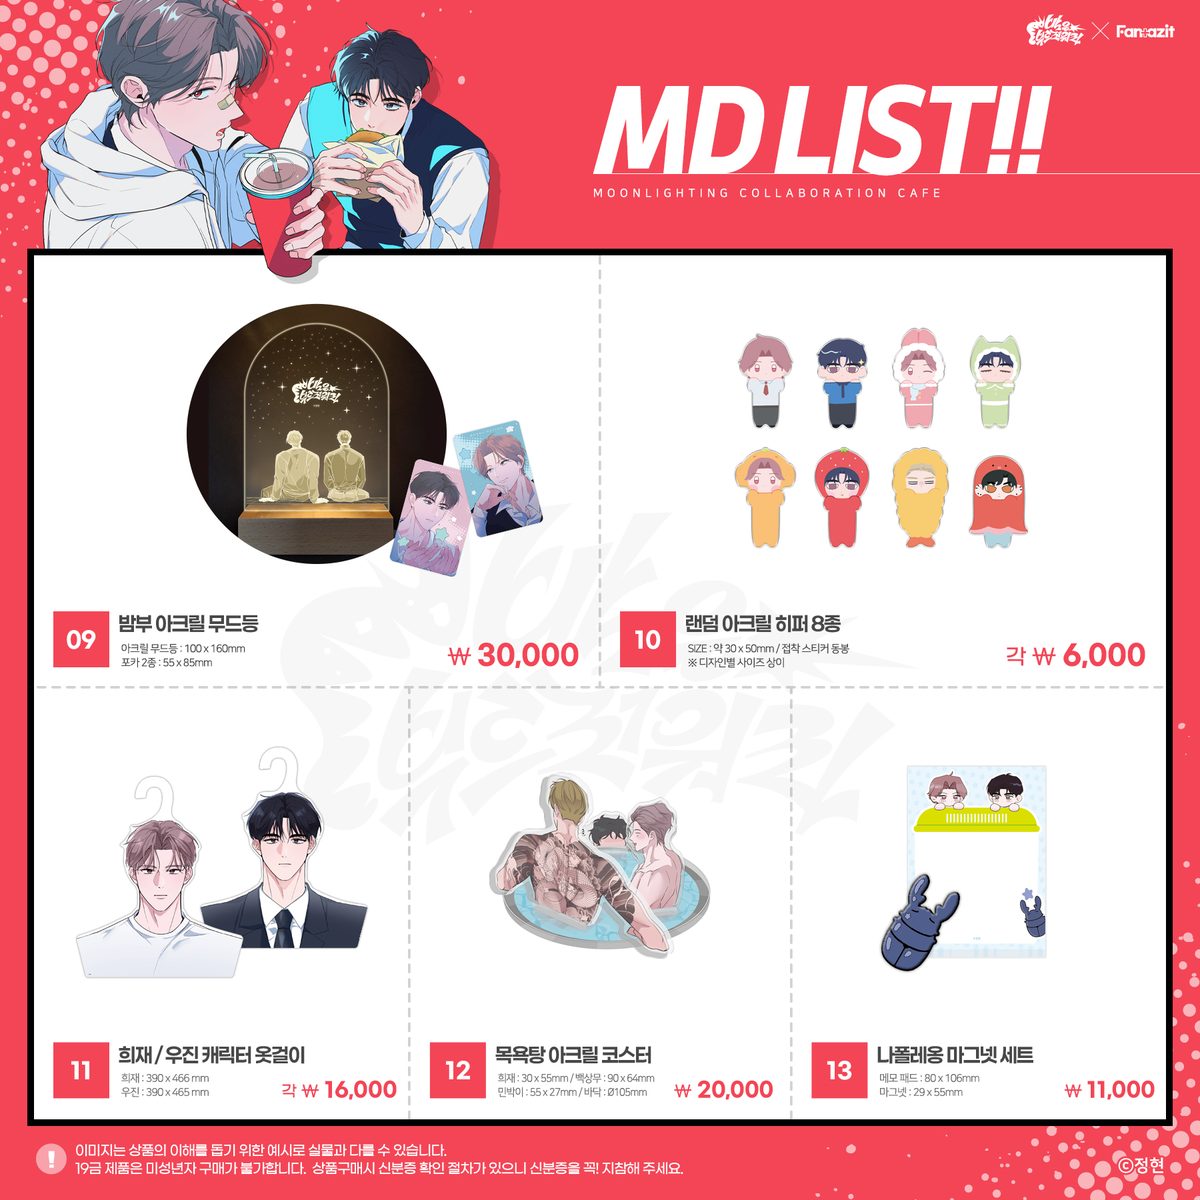 밤은 부드러워라!
Fantazit
MD LIST!!
MOONLIGHTING COLLABORATION CAFE
09
밤부 아크릴 무드등
아크릴 무드등 : 100 x 160mm
포카 2종 : 55 x 85mm
₩ 30,000
10
랜덤 아크릴 히퍼 8종
SIZE : 약 30 x 50mm / 접착 스티커 동봉
※ 디자인별 사이즈 상이
각 ₩ 6,000
11
희재 / 우진 캐릭터 옷걸이
희재 : 390 x 466 mm
우진 : 390 x 465 mm
각 ₩ 16,000
12
목욕탕 아크릴 코스터
희재 : 30 x 55mm / 백상무 : 90 x 64mm
민박이 : 55 x 27mm / 바닥 : Ø105mm
₩ 20,000
13
나폴레옹 마그넷 세트
메모 패드 : 80 x 106mm
마그넷 : 29 x 55mm
₩ 11,000
! 이미지는 상품의 이해를 돕기 위한 예시로 실물과 다를 수 있습니다.
19금 제품은 미성년자 구매가 불가합니다. 상품구매시 신분증 확인 절차가 있으니 신분증을 꼭! 지참해 주세요.
©정현